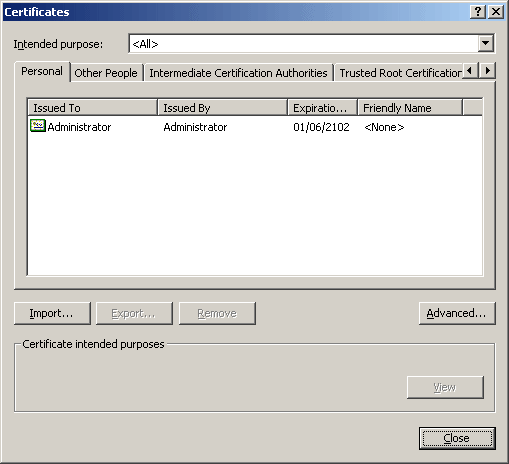 Certificates
Intended purpose: <All>
Personal Other People Intermediate Certification Authorities Trusted Root Certification
Issued To Issued By Expiratio... Friendly Name
Administrator Administrator 01/06/2102 <None>
Import... Export... Remove Advanced...
Certificate intended purposes
View
Close